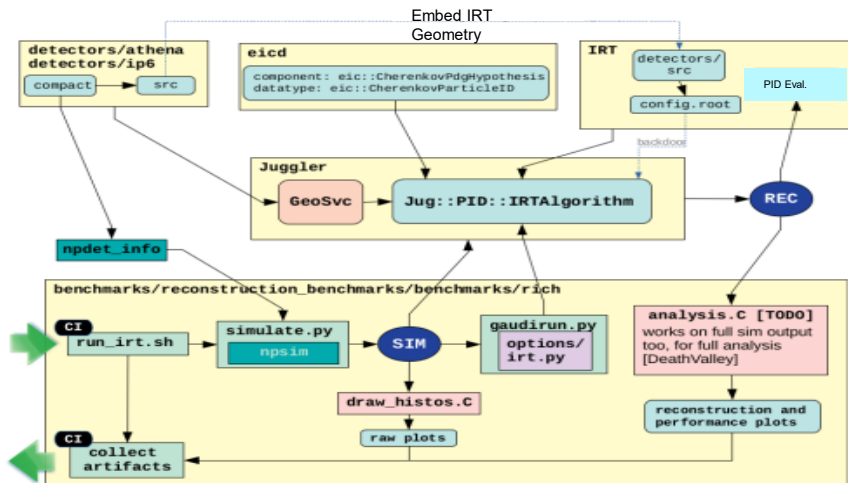 Embed IRT
Geometry
detectors/athena
detectors/ip6
compact
src
eicd
component: eic::CherenkovPdgHypothesis
datatype: eic::CherenkovParticleID
IRT
detectors/
src
config.root
PID Eval.
backdoor
Juggler
GeoSvc
Jug::PID::IRTAlgorithm
REC
npdet_info
benchmarks/reconstruction_benchmarks/benchmarks/rich
CI
run_irt.sh
simulate.py
npsim
SIM
gaudirun.py
options/
irt.py
analysis.C [TODO]
works on full sim output
too, for full analysis
[DeathValley]
draw_histos.C
raw plots
reconstruction and
performance plots
CI
collect
artifacts